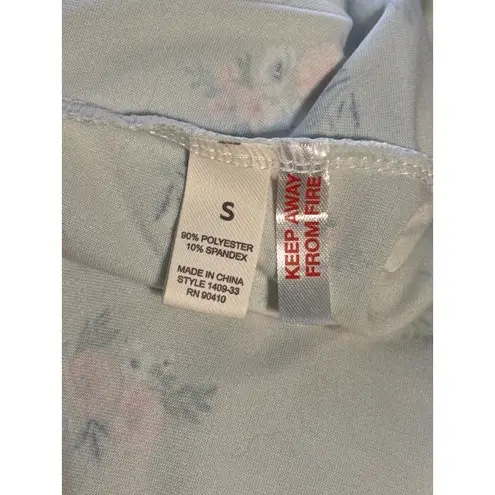 S
90% POLYESTER
10% SPANDEX
MADE IN CHINA
STYLE 1409-33
RN 90410
KEEP AWAY
FROM FIRE